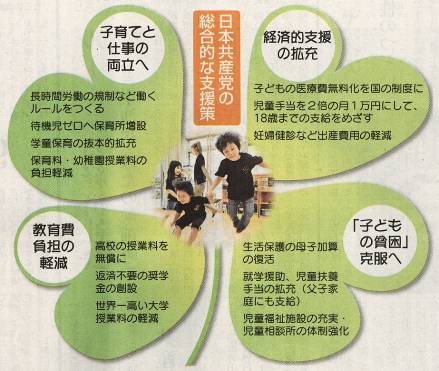 日本共産党の
総合的な支援策
子育てと
仕事の
両立へ
長時間労働の規制など働く
ルールをつくる
待機児ゼロへ保育所増設
学童保育の抜本的拡充
保育料・幼稚園授業料の
負担軽減
経済的支援
の拡充
子どもの医療費無料化を国の制度に
児童手当を2倍の月1万円にして、
18歳までの支給をめざす
妊婦健診など出産費用の軽減
教育費
負担の
軽減
高校の授業料を
無償に
返済不要の奨学
金の創設
世界一高い大学
授業料の軽減
「子ども
の貧困」
克服へ
生活保護の母子加算
の復活
就学援助、児童扶養
手当の拡充（父子家
庭にも支給）
児童福祉施設の充実・
児童相談所の体制強化